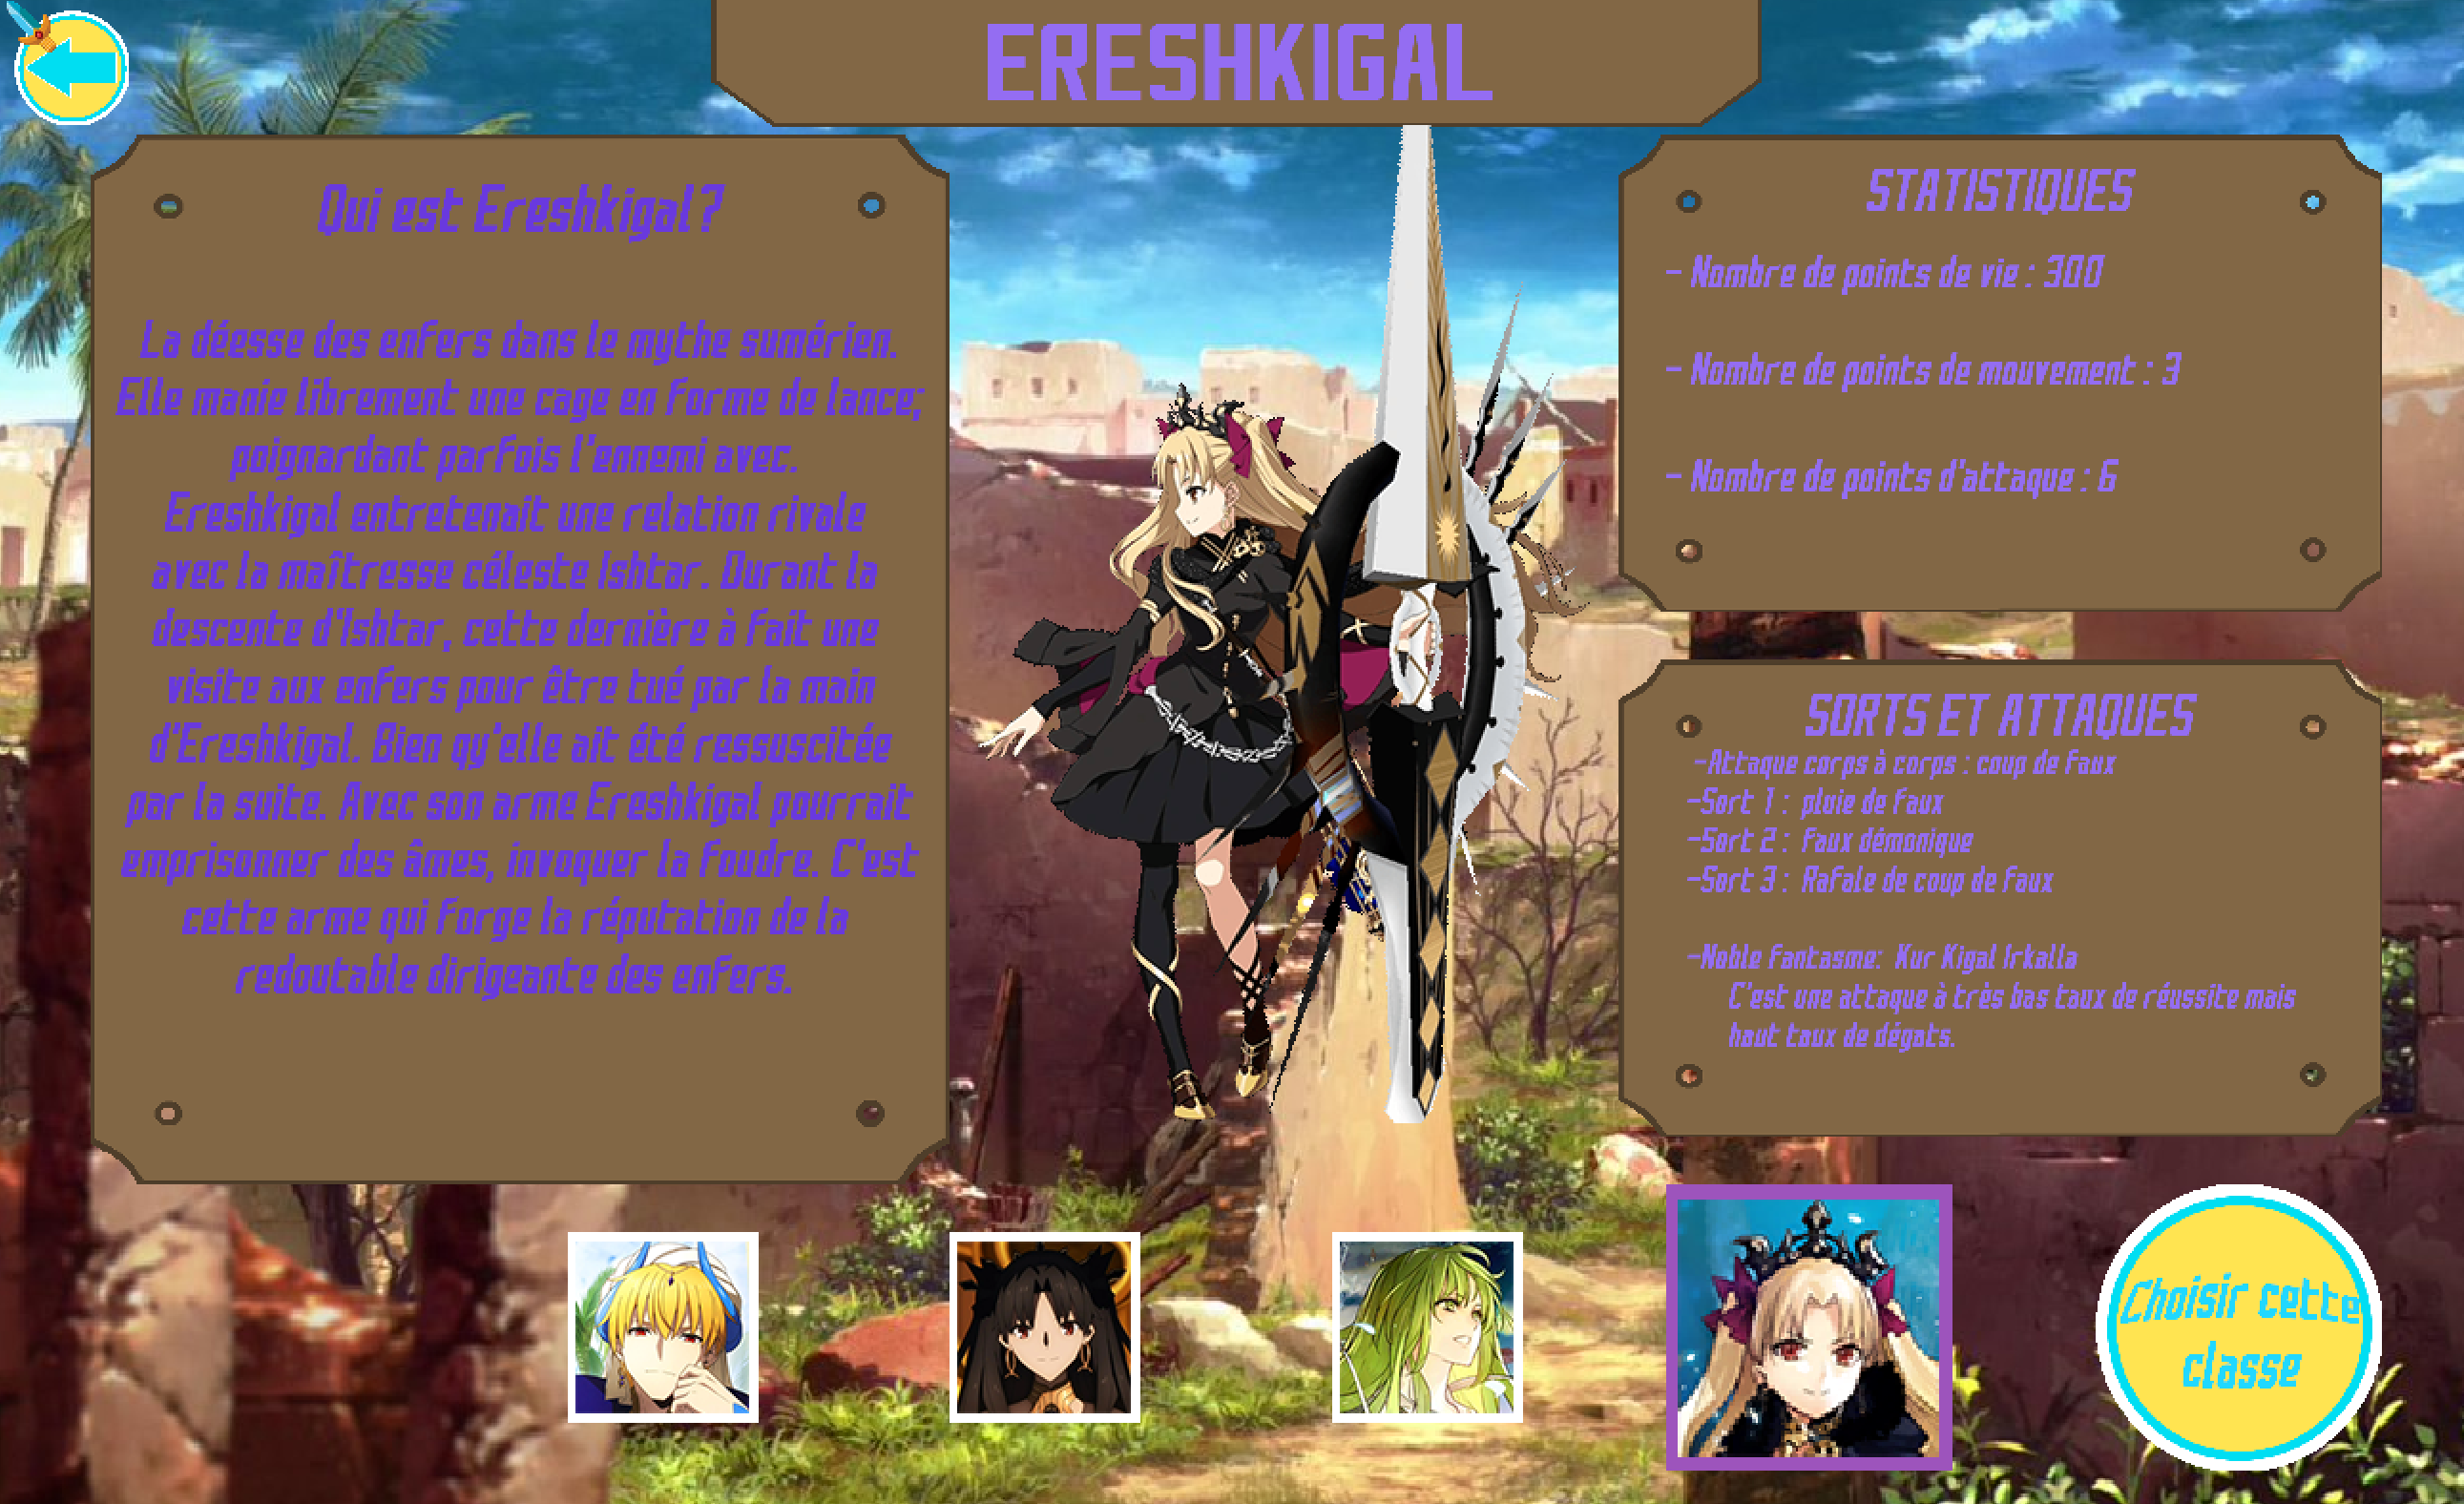 ERESHKIGAL
Qui est Ereshkigal?
La déesse des enfers dans le mythe sumérien.
Elle manie librement une cage en forme de lance;
poignardant parfois l'ennemi avec.
Ereshkigal entretenait une relation rivale
avec la maîtresse céleste Ishtar. Durant la
descente d'Ishtar, cette dernière à fait une
visite aux enfers pour être tué par la main
d'Ereshkigal. Bien qu'elle ait été ressuscitée
par la suite. Avec son arme Ereshkigal pourrait
emprisonner des âmes, invoquer la foudre. C'est
cette arme qui forge la réputation de la
redoutable dirigeante des enfers.
STATISTIQUES
- Nombre de points de vie : 300
- Nombre de points de mouvement : 3
- Nombre de points d'attaque : 6
SORTS ET ATTAQUES
-Attaque corps à corps : coup de faux
-Sort 1 : pluie de faux
-Sort 2 : faux démonique
-Sort 3 : Rafale de coup de faux
-Noble fantasme: Kur Kigal Irkalla
C'est une attaque à très bas taux de réussite mais
haut taux de dégats.
Choisir cette
classe